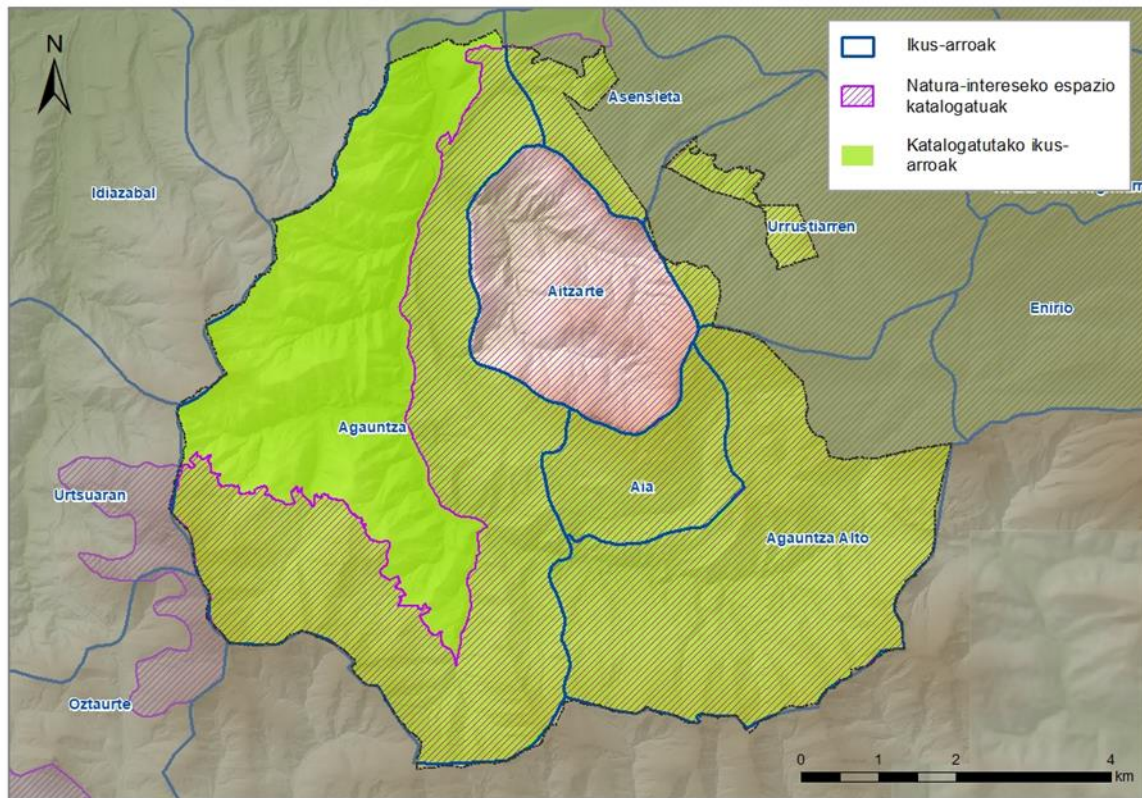 N
Ikus-arroak
Natura-intereseko espazio
katalogatuak
Katalogatutako ikus-
arroak
Asensieta
Idiazabal
Urrustiarren
Aitzarte
Enirio
Agauntza
Urtsuaran
Aia
Agauntza Alto
Oztaurte
0 1 2 4
km